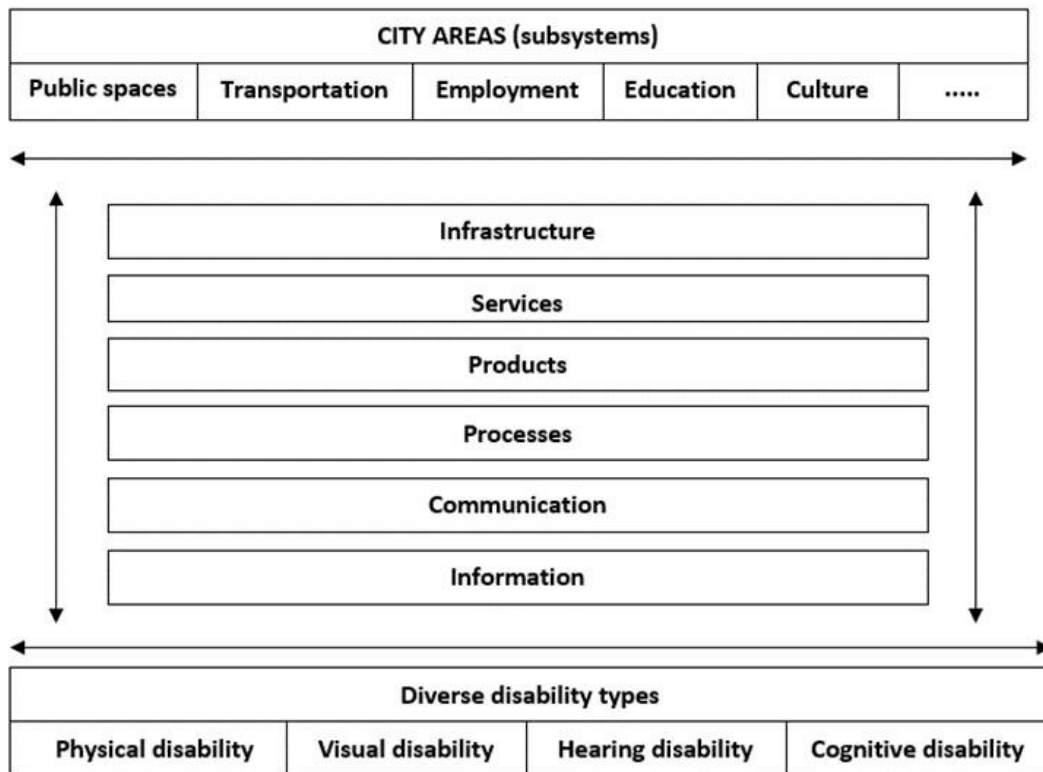 CITY AREAS (subsystems)
Public spaces Transportation Employment Education Culture .....
Infrastructure
Services
Products
Processes
Communication
Information
Diverse disability types
Physical disability Visual disability Hearing disability Cognitive disability